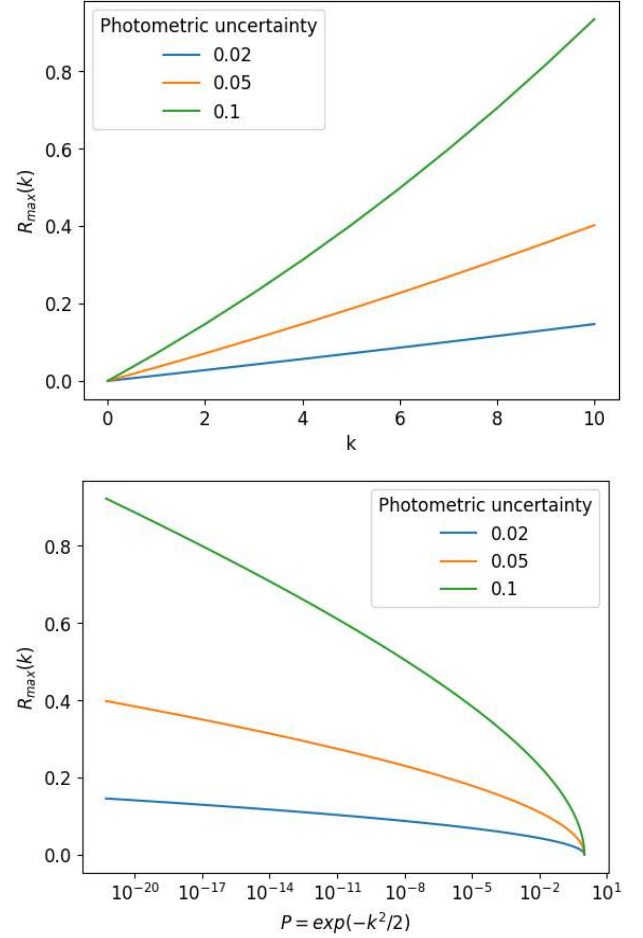 Photometric uncertainty
0.02
0.05
0.1
0.8
0.6
0.4
0.2
0.0
R_max(k)
0 2 4 6 8 10
k
Photometric uncertainty
0.02
0.05
0.1
0.8
0.6
0.4
0.2
0.0
R_max(k)
10⁻²⁰ 10⁻¹⁷ 10⁻¹⁴ 10⁻¹¹ 10⁻⁸ 10⁻⁵ 10⁻² 10¹
P = exp(−k²/2)